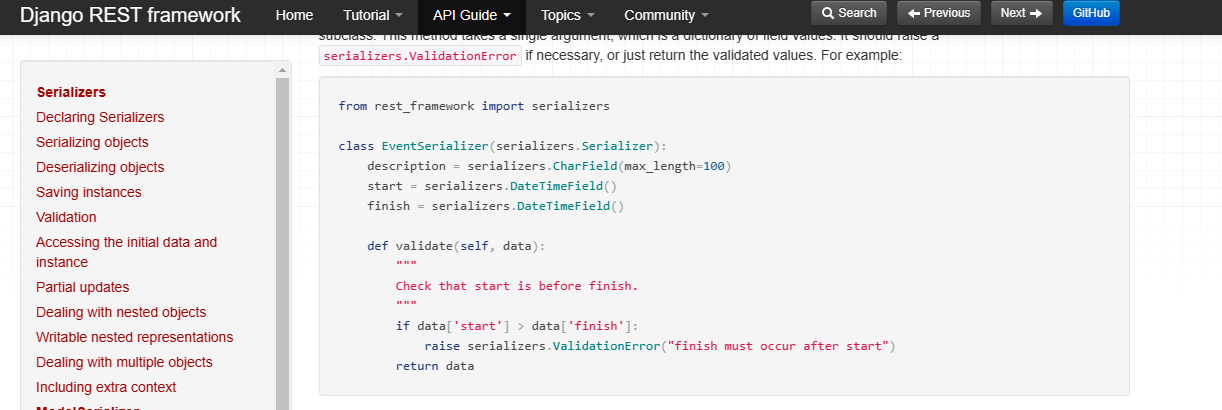 Django REST framework Home Tutorial API Guide Topics Community Search Previous Next GitHub
subclass. This method takes a single argument, which is a dictionary of field values. It should raise a
serializers.ValidationError if necessary, or just return the validated values. For example:
Serializers
Declaring Serializers
Serializing objects
Deserializing objects
Saving instances
Validation
Accessing the initial data and
instance
Partial updates
Dealing with nested objects
Writable nested representations
Dealing with multiple objects
Including extra context
ModelSerializer
from rest_framework import serializers
class EventSerializer(serializers.Serializer):
    description = serializers.CharField(max_length=100)
    start = serializers.DateTimeField()
    finish = serializers.DateTimeField()
    def validate(self, data):
        """
        Check that start is before finish.
        """
        if data['start'] > data['finish']:
            raise serializers.ValidationError("finish must occur after start")
        return data